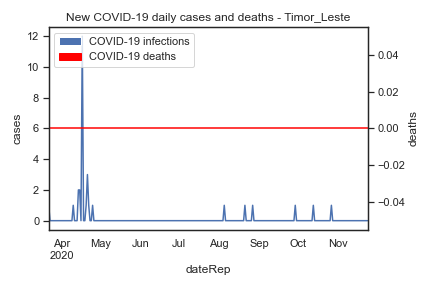 New COVID-19 daily cases and deaths - Timor_Leste
COVID-19 infections
COVID-19 deaths
12
10
8
6
4
2
0
cases
0.04
0.02
0.00
−0.02
−0.04
deaths
Apr
2020
May
Jun
Jul
Aug
Sep
Oct
Nov
dateRep